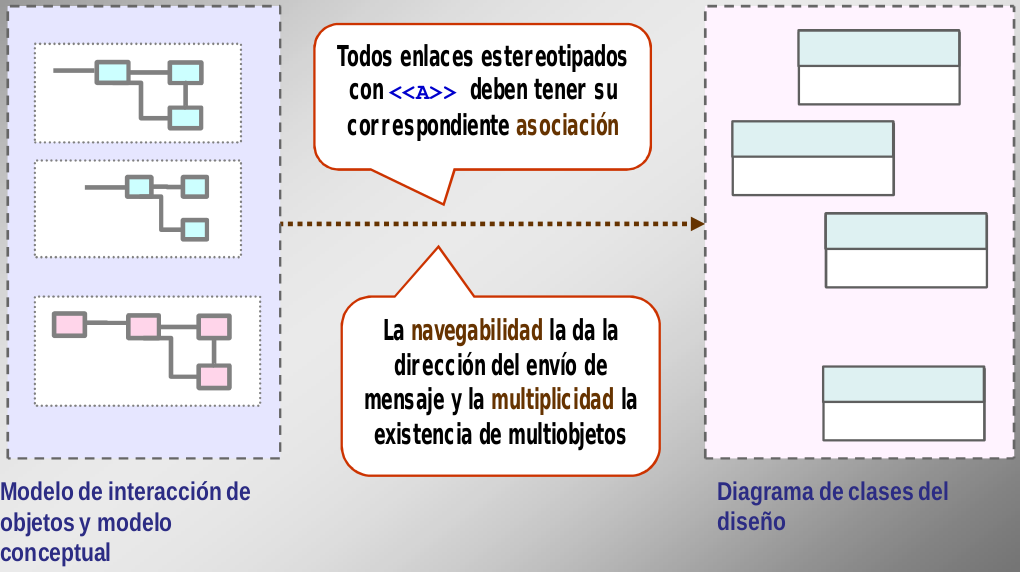 Todos enlaces estereotipados
con <<A>> deben tener su
correspondiente asociación
La navegabilidad la da la
dirección del envío de
mensaje y la multiplicidad la
existencia de multiobjetos
Modelo de interacción de
objetos y modelo
conceptual
Diagrama de clases del
diseño